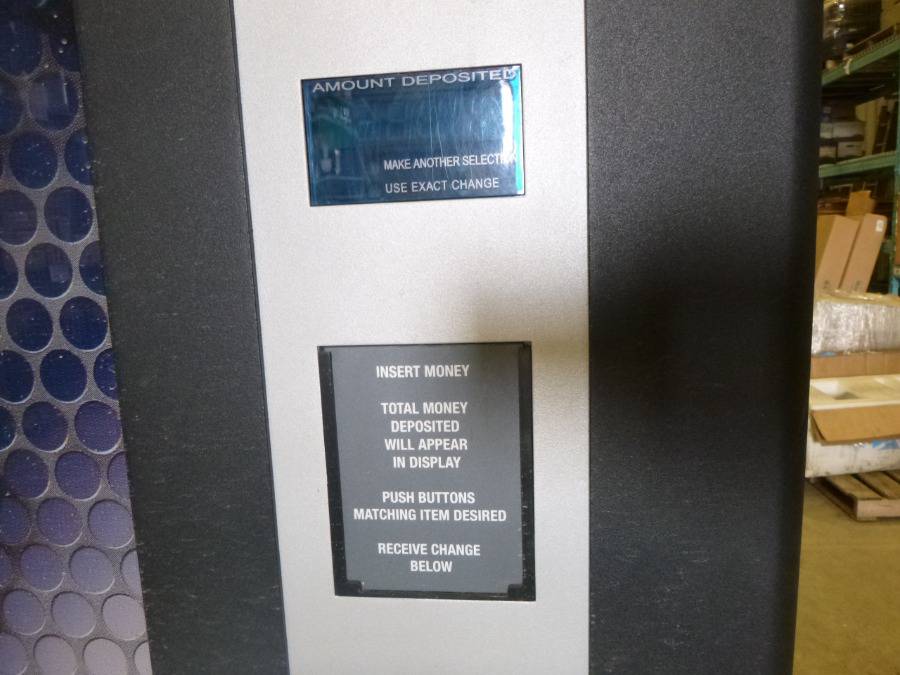 AMOUNT DEPOSITED
MAKE ANOTHER SELECTI
USE EXACT CHANGE
INSERT MONEY
TOTAL MONEY
DEPOSITED
WILL APPEAR
IN DISPLAY
PUSH BUTTONS
MATCHING ITEM DESIRED
RECEIVE CHANGE
BELOW